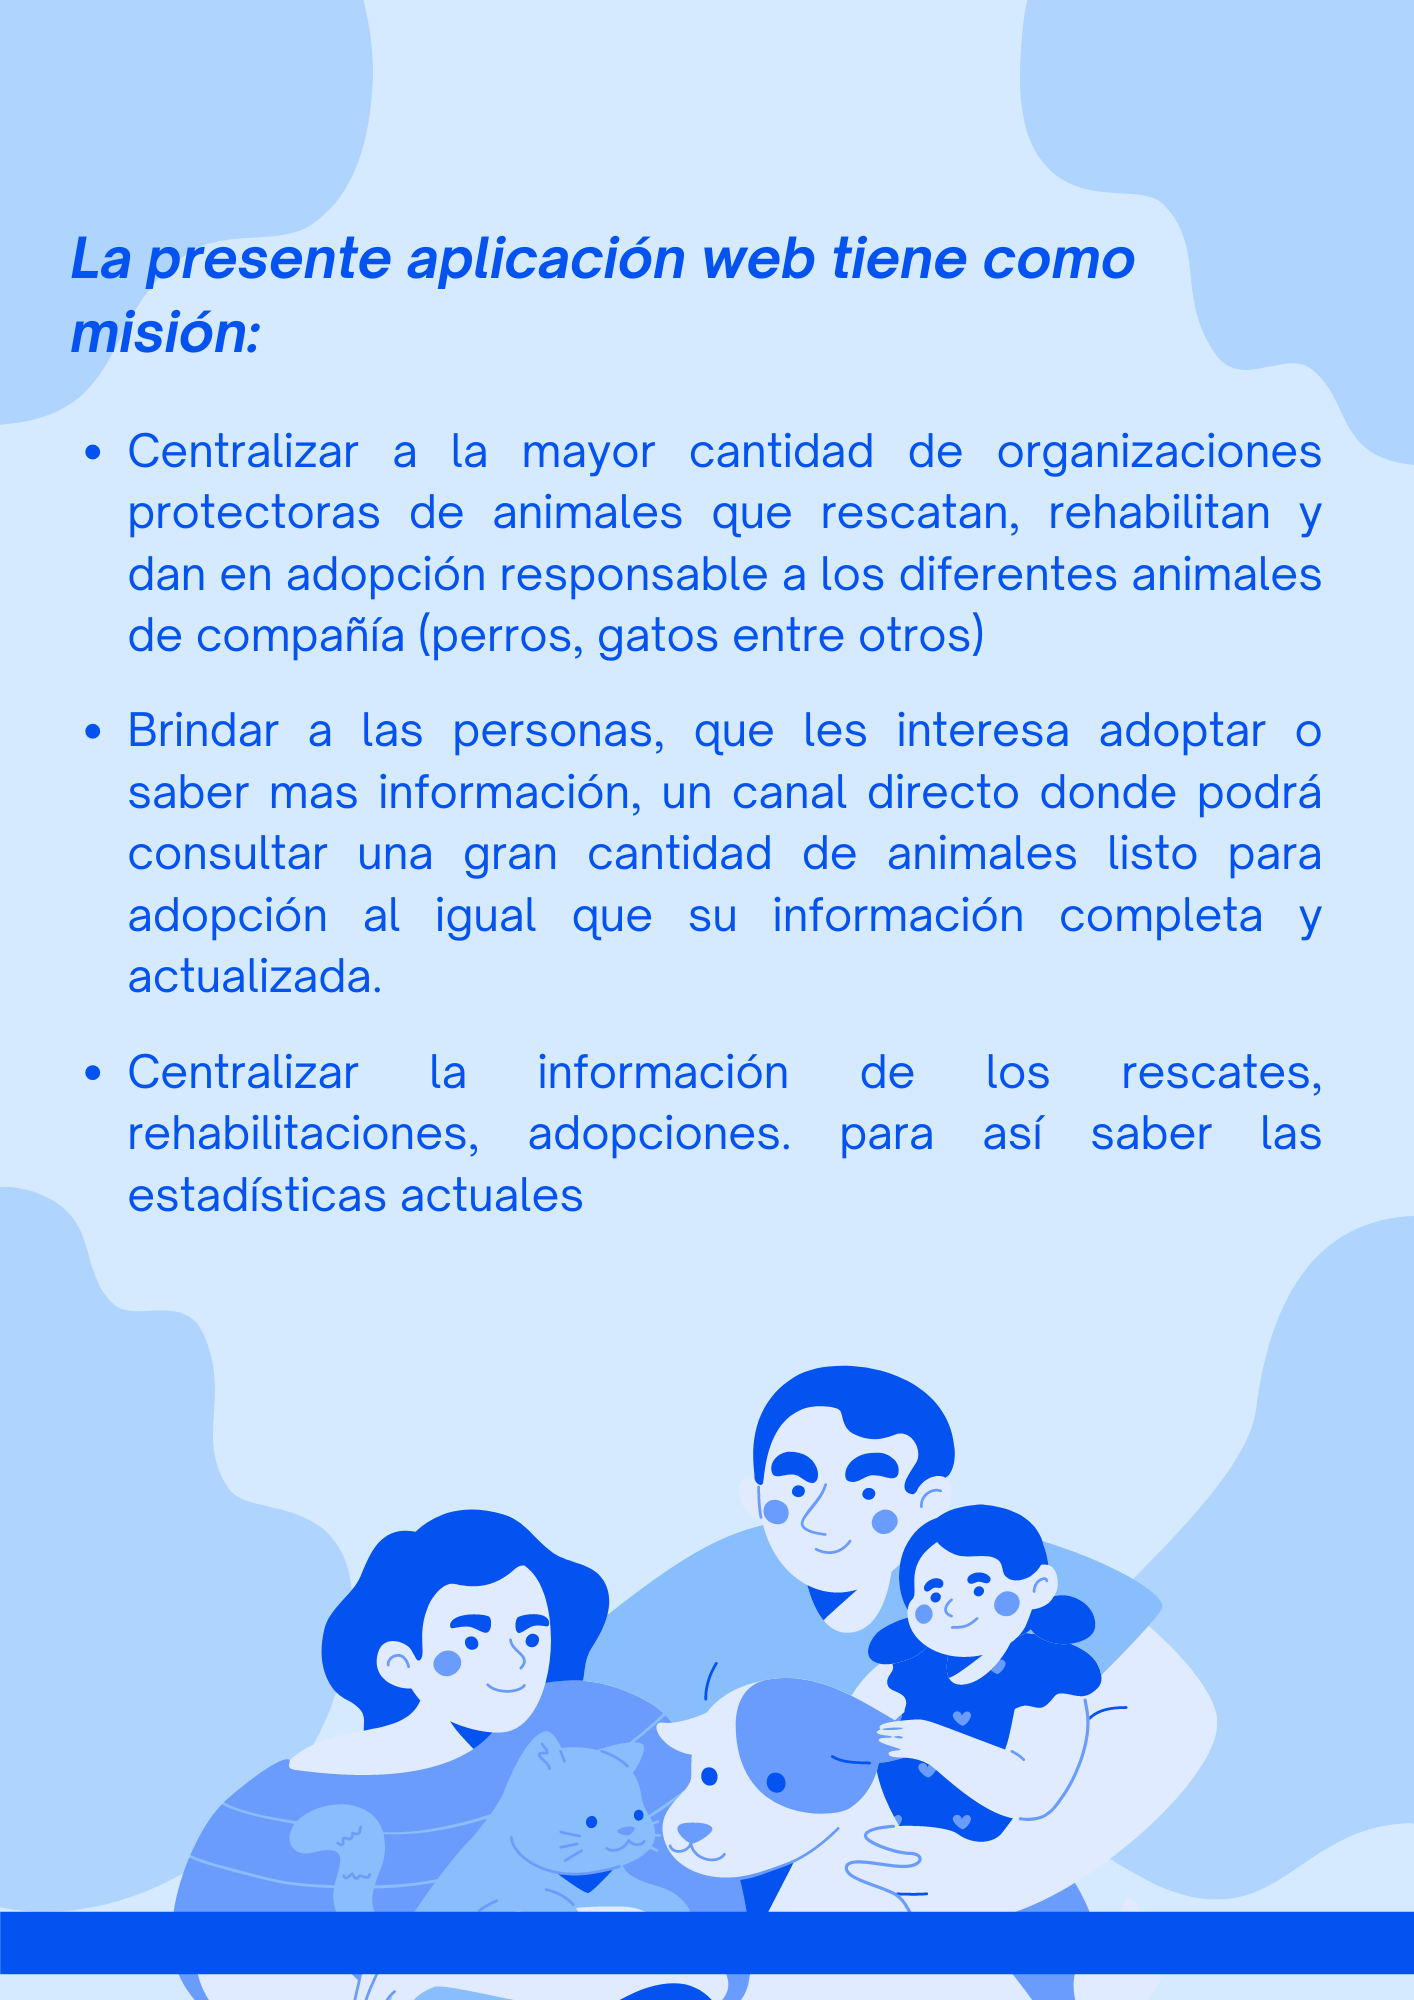 La presente aplicación web tiene como
misión:
• Centralizar a la mayor cantidad de organizaciones
protectoras de animales que rescatan, rehabilitan y
dan en adopción responsable a los diferentes animales
de compañía (perros, gatos entre otros)
• Brindar a las personas, que les interesa adoptar o
saber mas información, un canal directo donde podrá
consultar una gran cantidad de animales listo para
adopción al igual que su información completa y
actualizada.
• Centralizar la información de los rescates,
rehabilitaciones, adopciones. para así saber las
estadísticas actuales